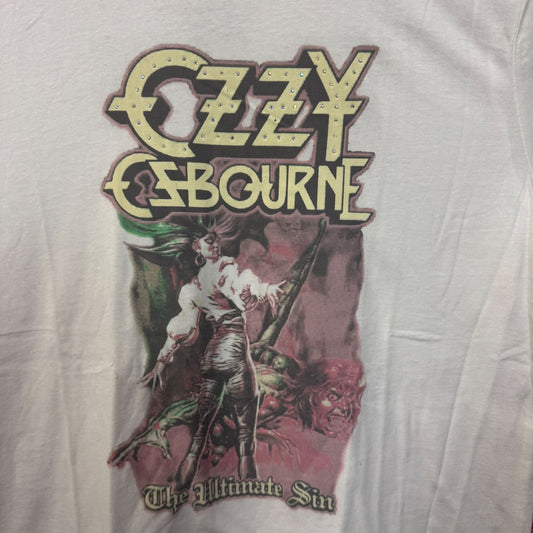 OZZY
OSBOURNE
The Ultimate Sin